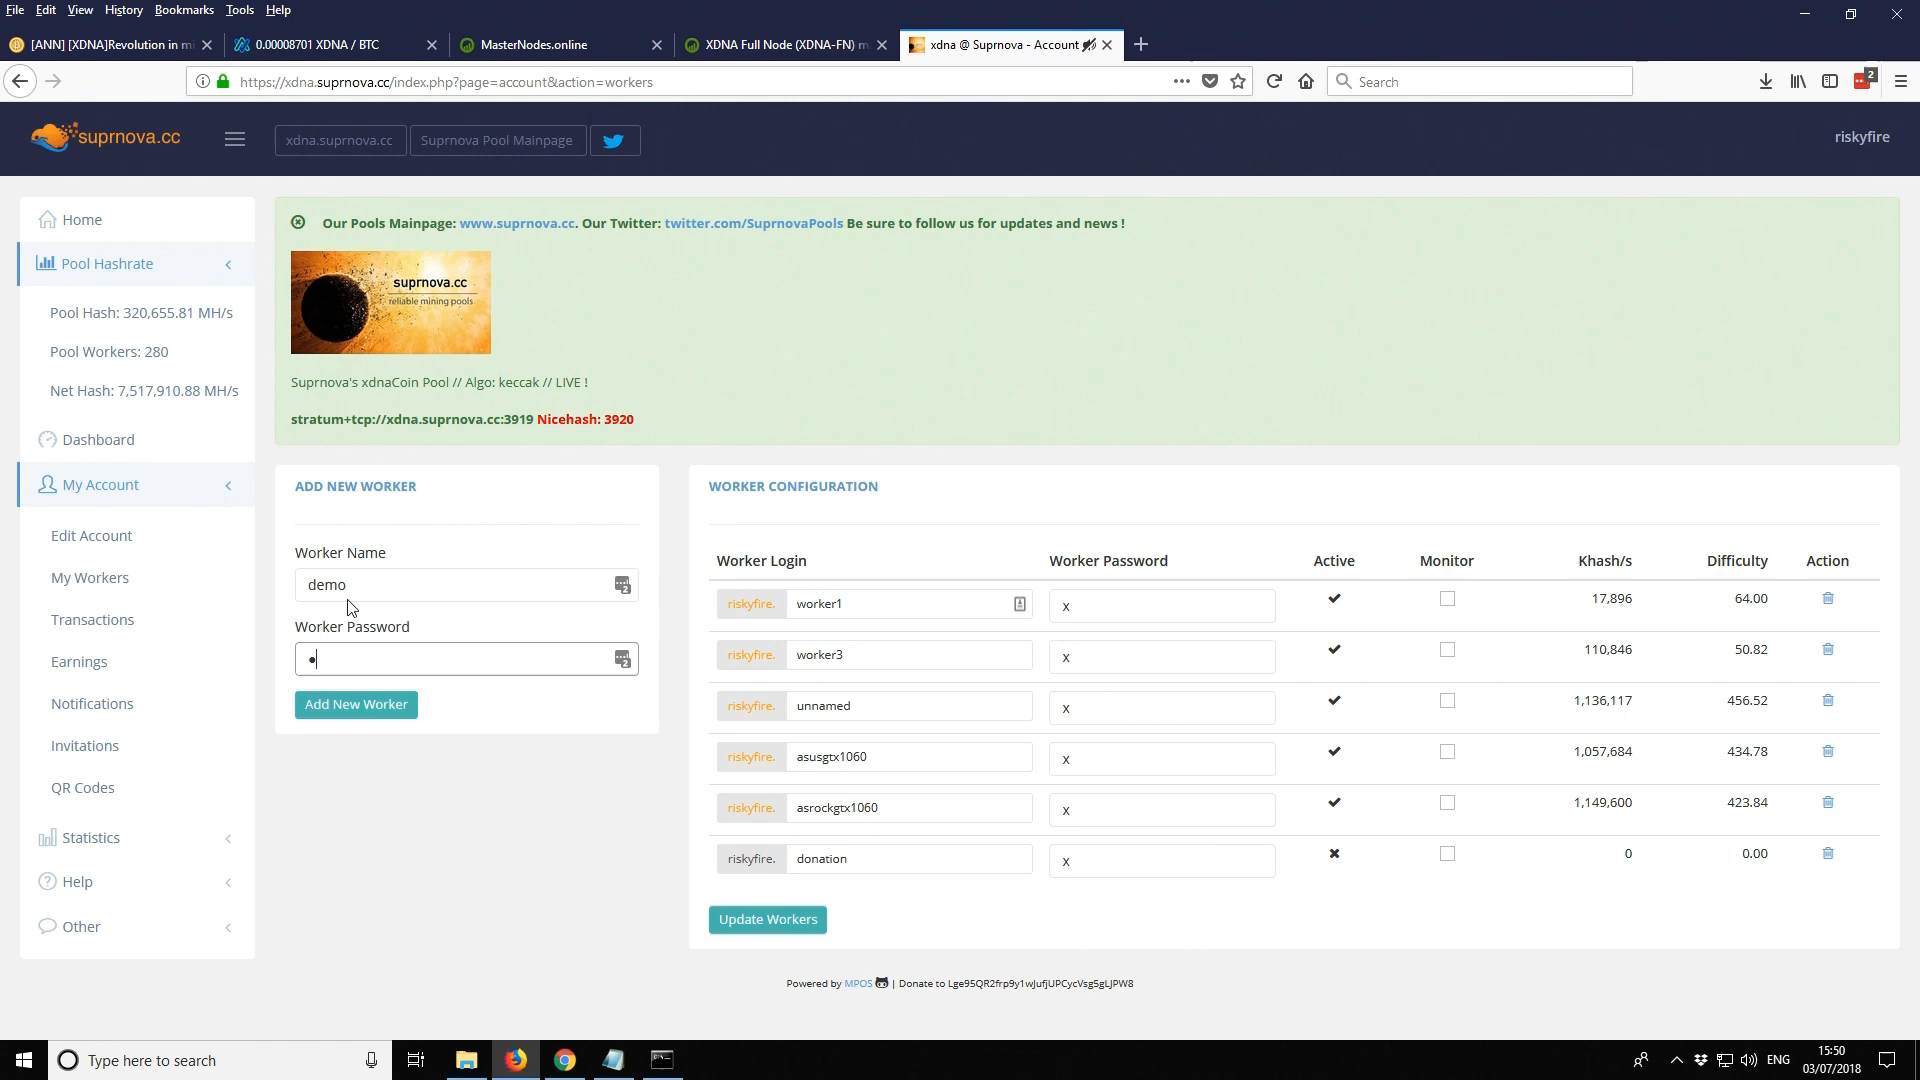 File Edit View History Bookmarks Tools Help
[ANN] [XDNA]Revolution in mi
0.00008701 XDNA / BTC
MasterNodes.online
XDNA Full Node (XDNA-FN) m
xdna @ Suprnova - Account
https://xdna.suprnova.cc/index.php?page=account&action=workers
Search
2
suprnova.cc
xdna.suprnova.cc
Suprnova Pool Mainpage
riskyfire
Home
Pool Hashrate
Pool Hash: 320,655.81 MH/s
Pool Workers: 280
Net Hash: 7,517,910.88 MH/s
Dashboard
My Account
Edit Account
My Workers
Transactions
Earnings
Notifications
Invitations
QR Codes
Statistics
Help
Other
Our Pools Mainpage: www.suprnova.cc. Our Twitter: twitter.com/SuprnovaPools Be sure to follow us for updates and news !
suprnova.cc
reliable mining pools
Suprnova's xdnaCoin Pool // Algo: keccak // LIVE !
stratum+tcp://xdna.suprnova.cc:3919 Nicehash: 3920
ADD NEW WORKER
Worker Name
demo
Worker Password
●
Add New Worker
WORKER CONFIGURATION
Worker Login Worker Password Active Monitor Khash/s Difficulty Action
riskyfire. worker1 x 17,896 64.00
riskyfire. worker3 x 110,846 50.82
riskyfire. unnamed x 1,136,117 456.52
riskyfire. asusgtx1060 x 1,057,684 434.78
riskyfire. asrockgtx1060 x 1,149,600 423.84
riskyfire. donation x 0 0.00
Update Workers
Powered by MPOS | Donate to Lge95QR2frp9y1wJufjUPCycVsg5gLJPW8
Type here to search
ENG
15:50
03/07/2018